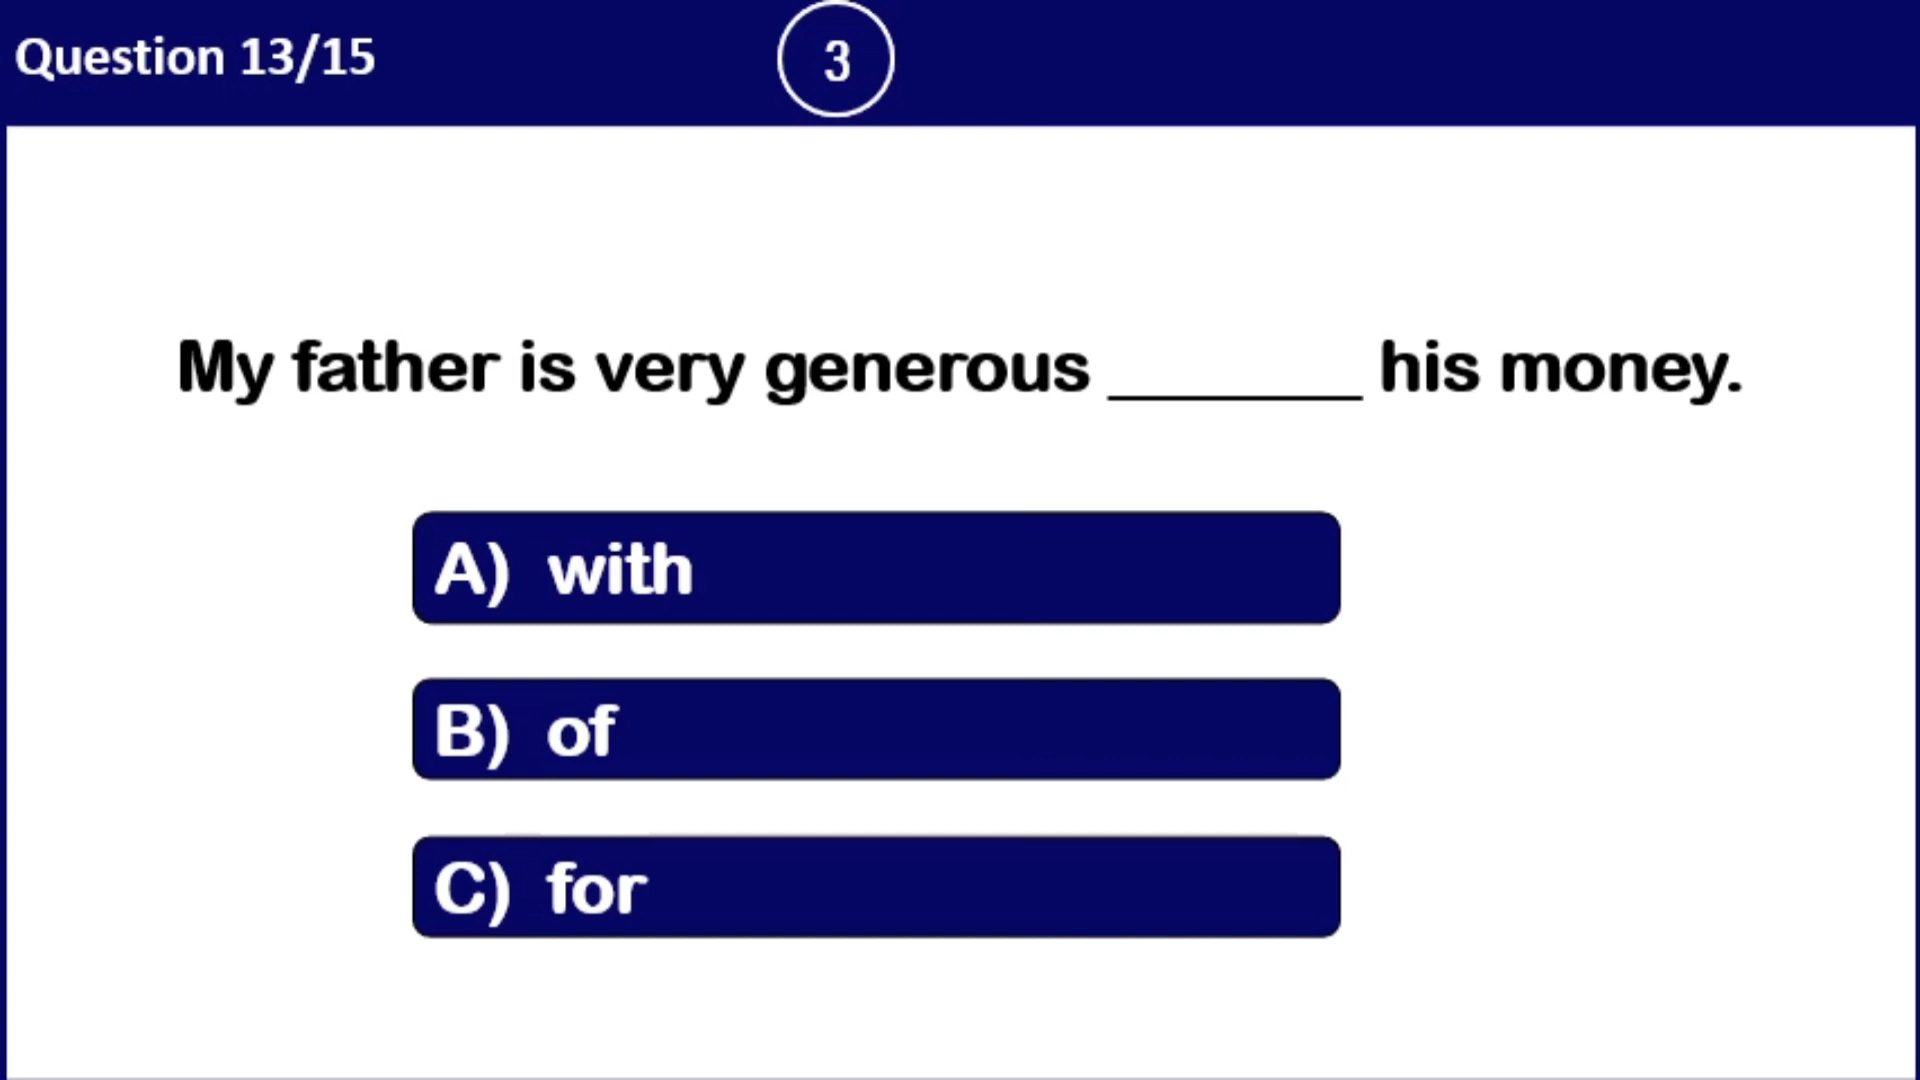 Question 13/15
3
My father is very generous _______ his money.
A) with
B) of
C) for